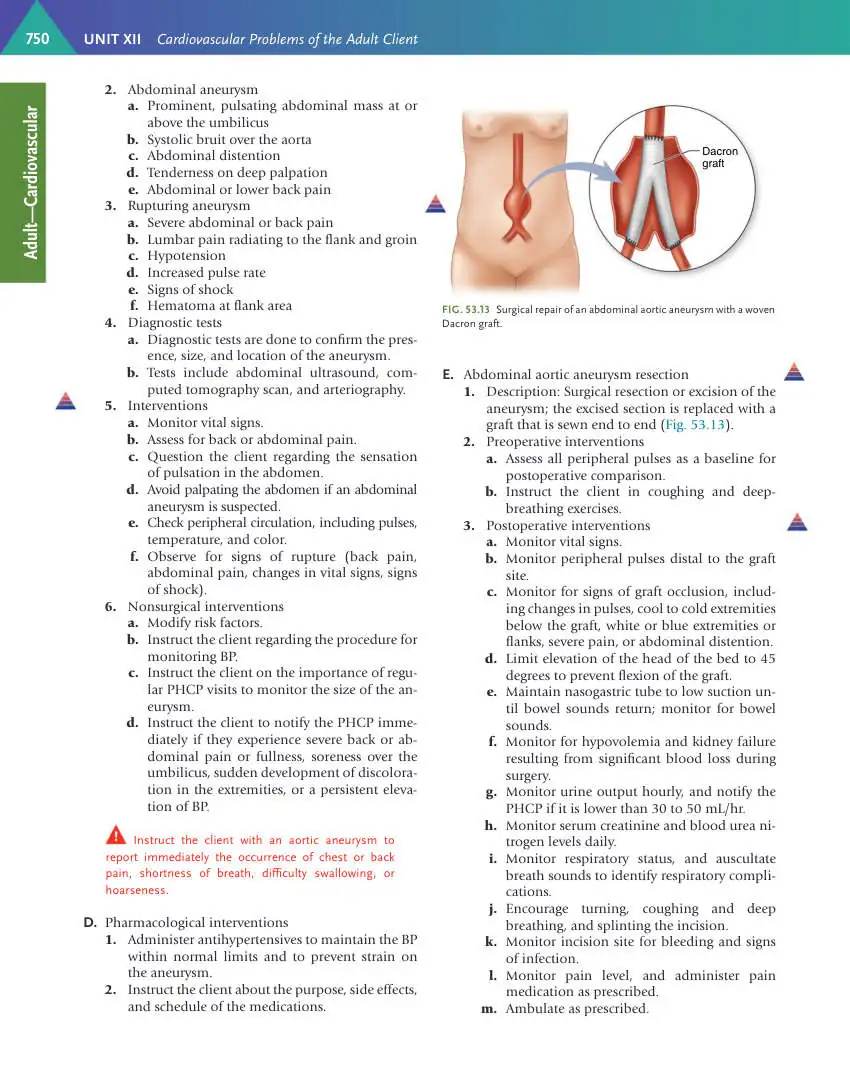 750 UNIT XII Cardiovascular Problems of the Adult Client
Adult—Cardiovascular
2. Abdominal aneurysm
a. Prominent, pulsating abdominal mass at or
above the umbilicus
b. Systolic bruit over the aorta
c. Abdominal distention
d. Tenderness on deep palpation
e. Abdominal or lower back pain
3. Rupturing aneurysm
a. Severe abdominal or back pain
b. Lumbar pain radiating to the flank and groin
c. Hypotension
d. Increased pulse rate
e. Signs of shock
f. Hematoma at flank area
4. Diagnostic tests
a. Diagnostic tests are done to confirm the pres-
ence, size, and location of the aneurysm.
b. Tests include abdominal ultrasound, com-
puted tomography scan, and arteriography.
5. Interventions
a. Monitor vital signs.
b. Assess for back or abdominal pain.
c. Question the client regarding the sensation
of pulsation in the abdomen.
d. Avoid palpating the abdomen if an abdominal
aneurysm is suspected.
e. Check peripheral circulation, including pulses,
temperature, and color.
f. Observe for signs of rupture (back pain,
abdominal pain, changes in vital signs, signs
of shock).
6. Nonsurgical interventions
a. Modify risk factors.
b. Instruct the client regarding the procedure for
monitoring BP.
c. Instruct the client on the importance of regu-
lar PHCP visits to monitor the size of the an-
eurysm.
d. Instruct the client to notify the PHCP imme-
diately if they experience severe back or ab-
dominal pain or fullness, soreness over the
umbilicus, sudden development of discolora-
tion in the extremities, or a persistent eleva-
tion of BP.
Instruct the client with an aortic aneurysm to
report immediately the occurrence of chest or back
pain, shortness of breath, difficulty swallowing, or
hoarseness.
D. Pharmacological interventions
1. Administer antihypertensives to maintain the BP
within normal limits and to prevent strain on
the aneurysm.
2. Instruct the client about the purpose, side effects,
and schedule of the medications.
Dacron
graft
FIG. 53.13 Surgical repair of an abdominal aortic aneurysm with a woven
Dacron graft.
E. Abdominal aortic aneurysm resection
1. Description: Surgical resection or excision of the
aneurysm; the excised section is replaced with a
graft that is sewn end to end (Fig. 53.13).
2. Preoperative interventions
a. Assess all peripheral pulses as a baseline for
postoperative comparison.
b. Instruct the client in coughing and deep-
breathing exercises.
3. Postoperative interventions
a. Monitor vital signs.
b. Monitor peripheral pulses distal to the graft
site.
c. Monitor for signs of graft occlusion, includ-
ing changes in pulses, cool to cold extremities
below the graft, white or blue extremities or
flanks, severe pain, or abdominal distention.
d. Limit elevation of the head of the bed to 45
degrees to prevent flexion of the graft.
e. Maintain nasogastric tube to low suction un-
til bowel sounds return; monitor for bowel
sounds.
f. Monitor for hypovolemia and kidney failure
resulting from significant blood loss during
surgery.
g. Monitor urine output hourly, and notify the
PHCP if it is lower than 30 to 50 mL/hr.
h. Monitor serum creatinine and blood urea ni-
trogen levels daily.
i. Monitor respiratory status, and auscultate
breath sounds to identify respiratory compli-
cations.
j. Encourage turning, coughing and deep
breathing, and splinting the incision.
k. Monitor incision site for bleeding and signs
of infection.
l. Monitor pain level, and administer pain
medication as prescribed.
m. Ambulate as prescribed.